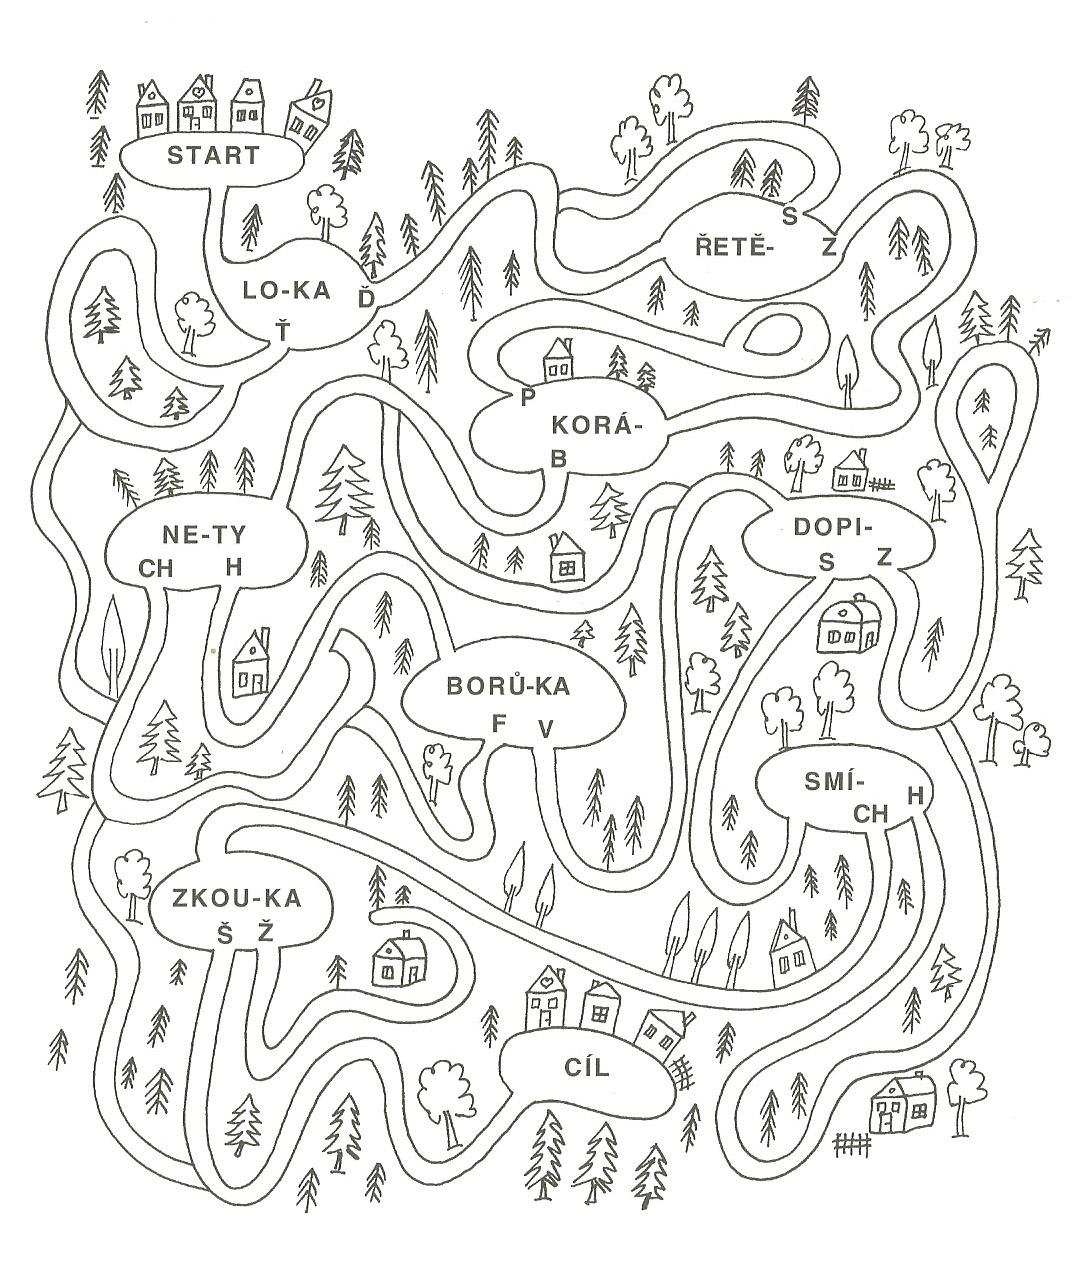 START
LO-KA
Ď
Ť
ŘETĚ-
S
Z
KORÁ-
P
B
NE-TY
CH H
DOPI-
S Z
BORŮ-KA
F V
SMÍ-
CH H
ZKOU-KA
Š Ž
CÍL